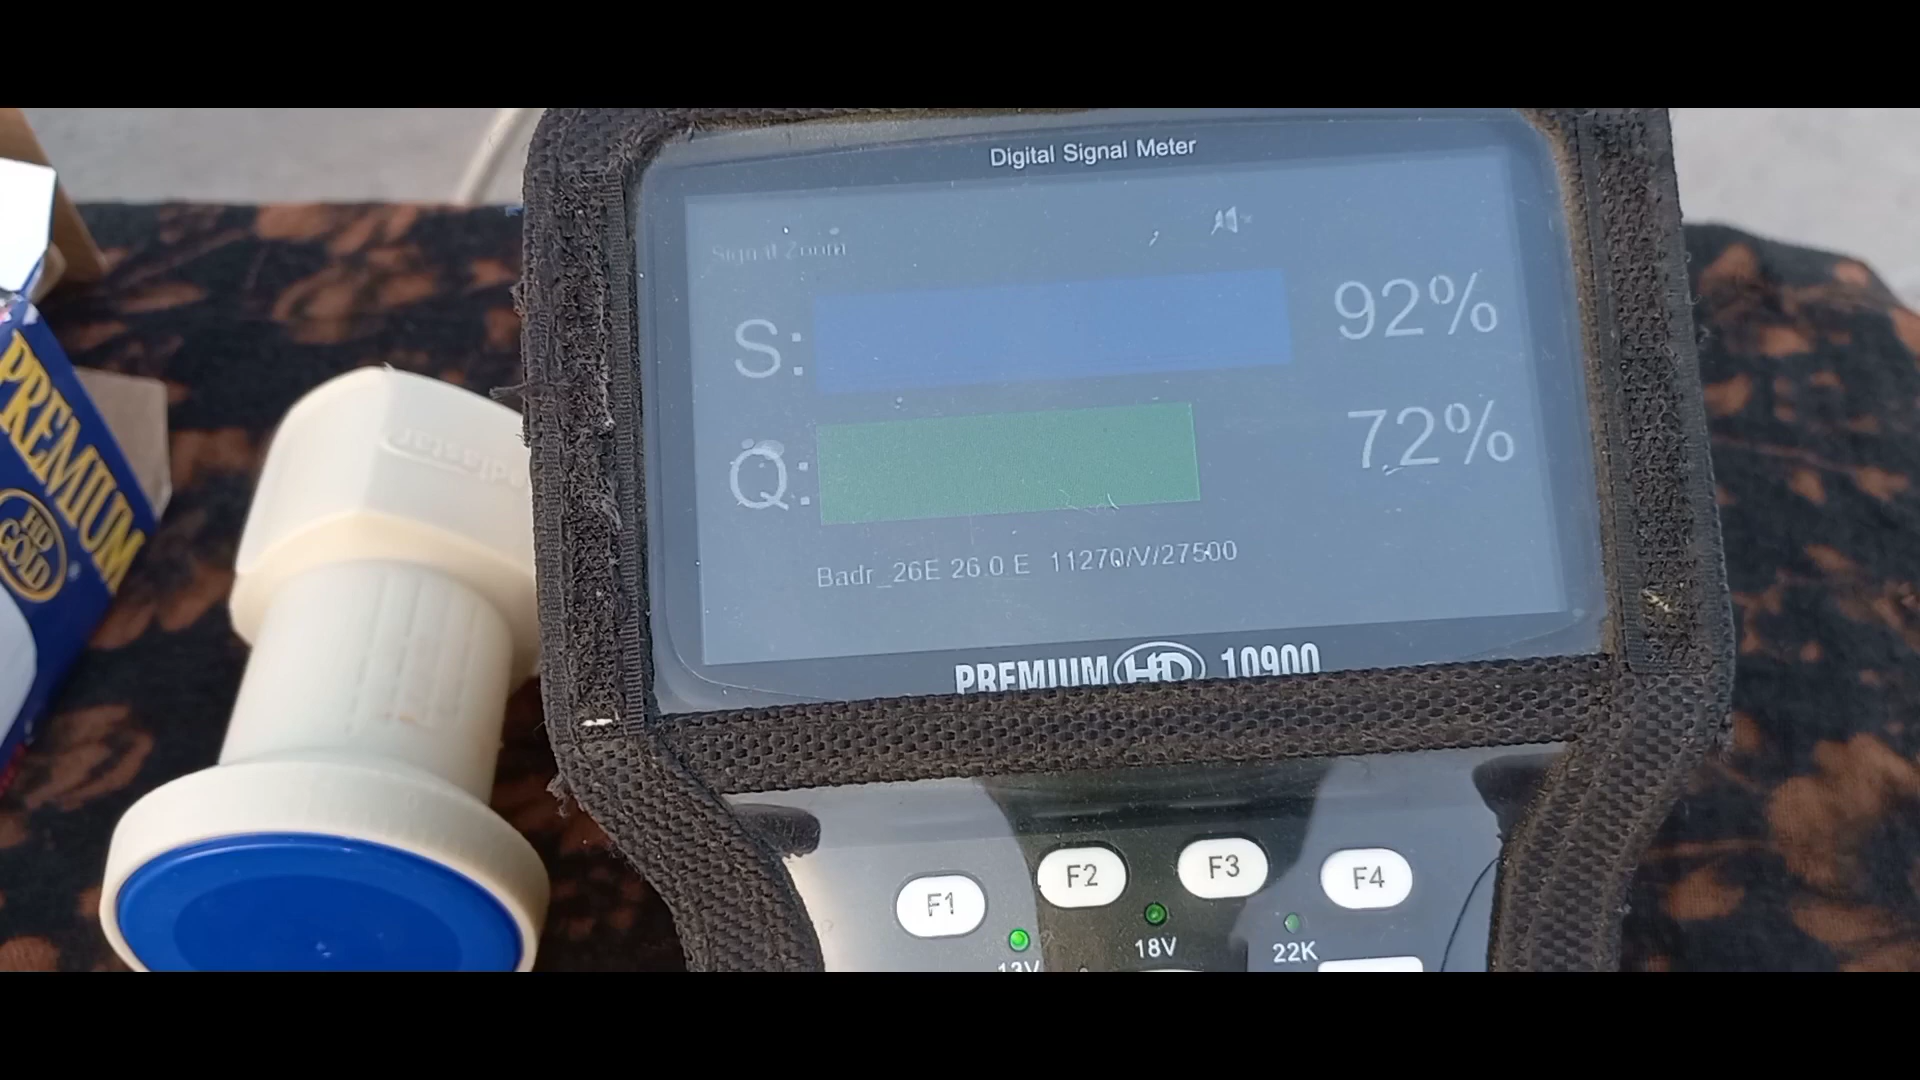 Digital Signal Meter
Signal Zoom
S: 92%
Q: 72%
Badr_26E 26.0 E 11270/V/27500
PREMIUM HD 10900
F1 F2 F3 F4
13V 18V 22K
PREMIUM
HD
GOLD